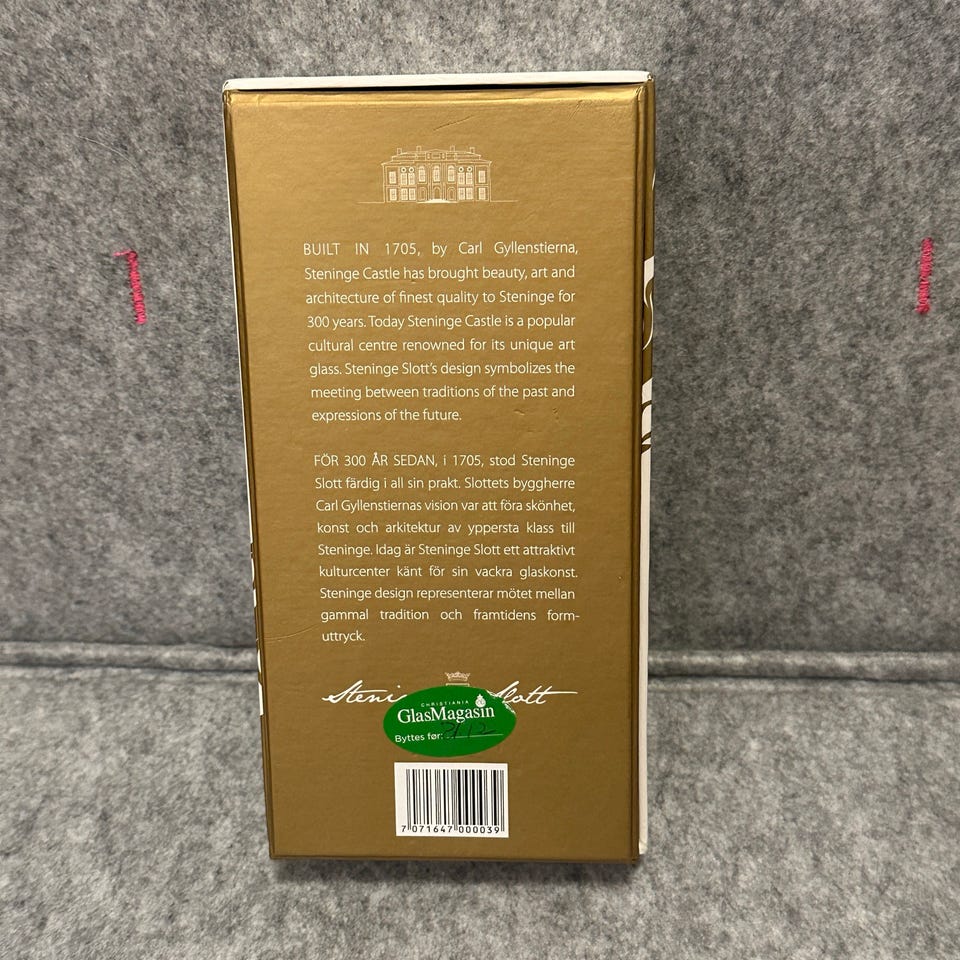 BUILT IN 1705, by Carl Gyllenstierna,
Steninge Castle has brought beauty, art and
architecture of finest quality to Steninge for
300 years. Today Steninge Castle is a popular
cultural centre renowned for its unique art
glass. Steninge Slott's design symbolizes the
meeting between traditions of the past and
expressions of the future.
FÖR 300 ÅR SEDAN, i 1705, stod Steninge
Slott färdig i all sin prakt. Slottets byggherre
Carl Gyllenstiernas vision var att föra skönhet,
konst och arkitektur av yppersta klass till
Steninge. Idag är Steninge Slott ett attraktivt
kulturcenter känt för sin vackra glaskonst.
Steninge design representerar mötet mellan
gammal tradition och framtidens form-
uttryck.
Steni lott
CHRISTIANIA
GlasMagasin
Byttes før:
7 071647 000039